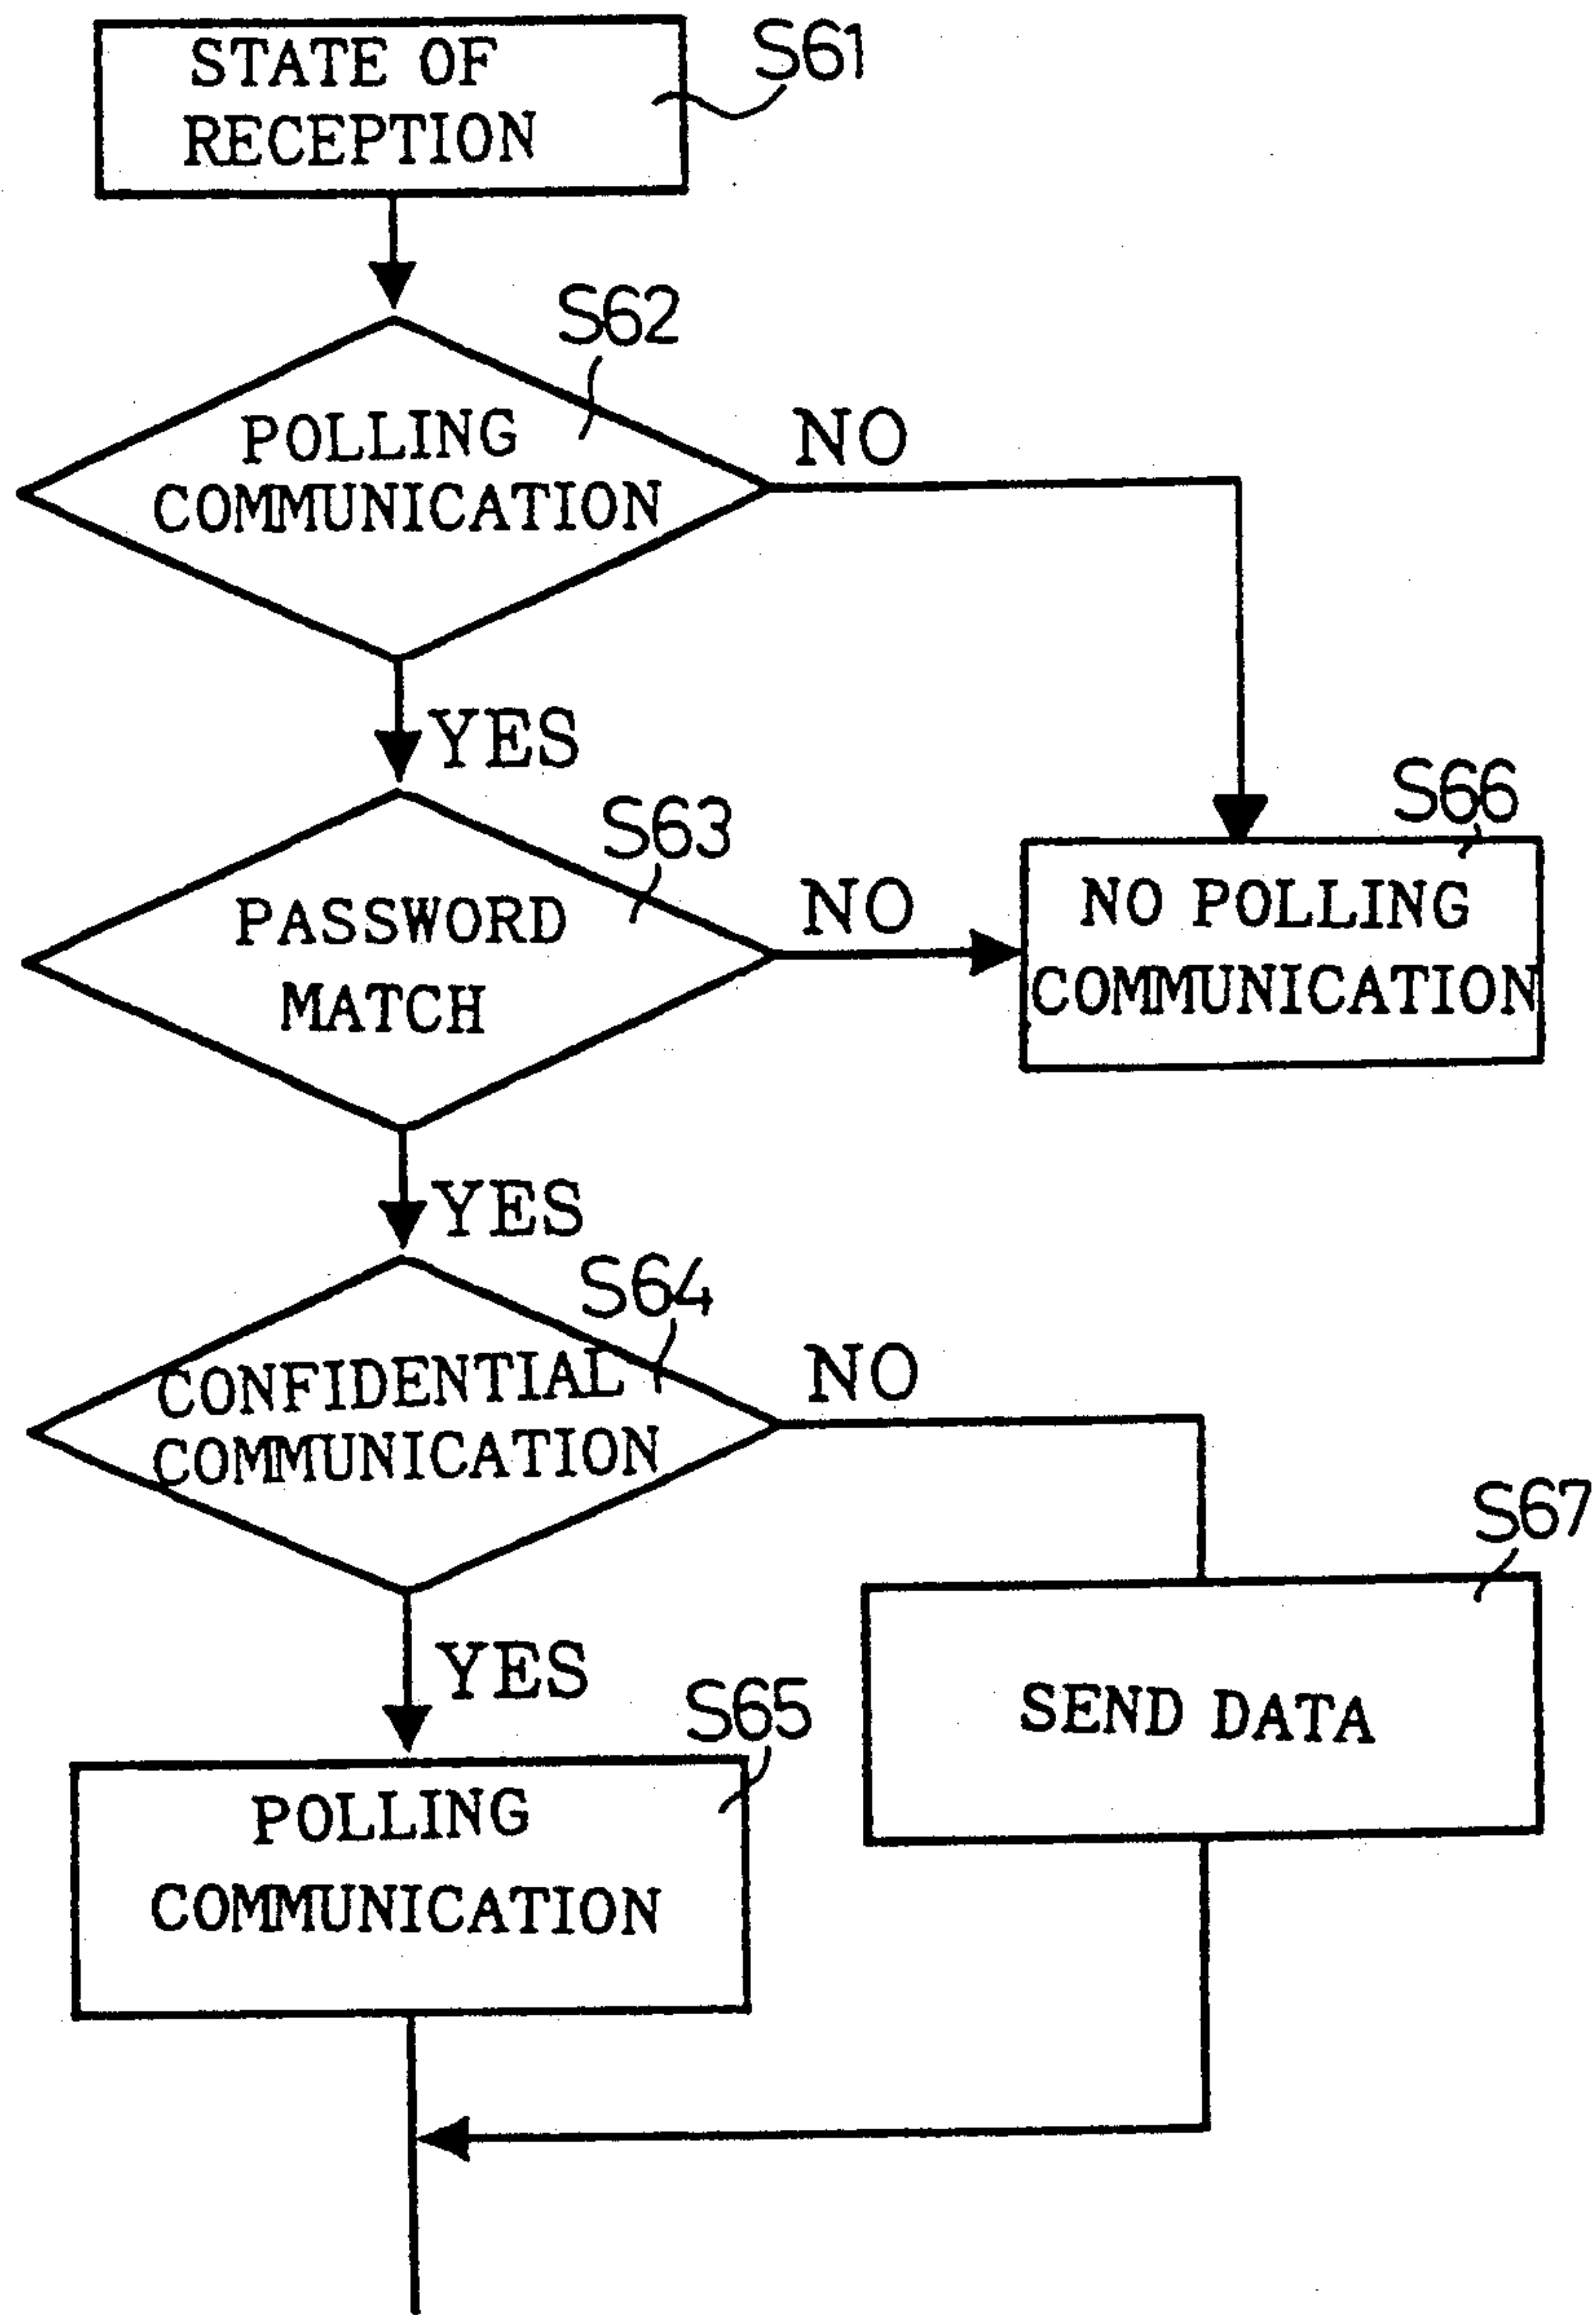 STATE OF
RECEPTION
S61
S62
POLLING
COMMUNICATION
NO
YES
S63
PASSWORD
MATCH
NO
S66
NO POLLING
COMMUNICATION
YES
S64
CONFIDENTIAL
COMMUNICATION
NO
S67
SEND DATA
YES
S65
POLLING
COMMUNICATION